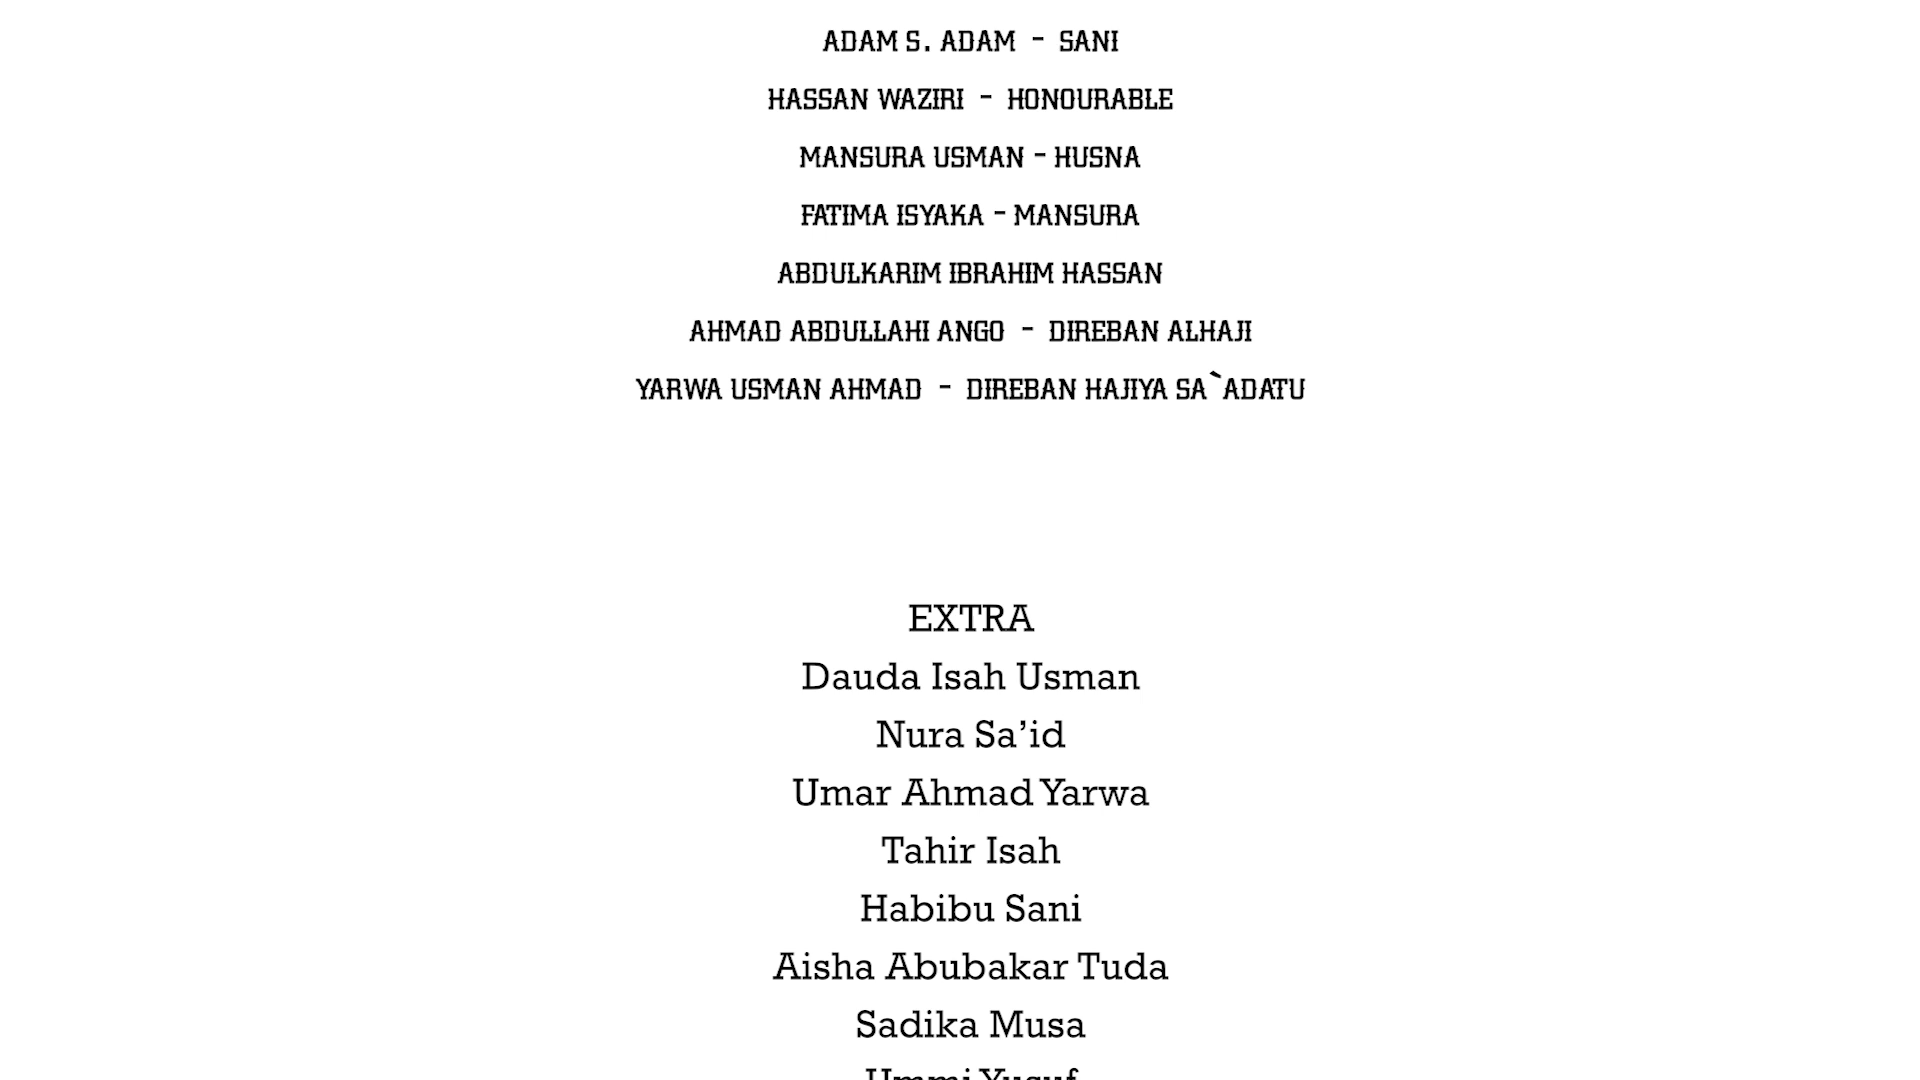 ADAM S. ADAM - SANI
HASSAN WAZIRI - HONOURABLE
MANSURA USMAN - HUSNA
FATIMA ISYAKA - MANSURA
ABDULKARIM IBRAHIM HASSAN
AHMAD ABDULLAHI ANGO - DIREBAN ALHAJI
YARWA USMAN AHMAD - DIREBAN HAJIYA SA`ADATU
EXTRA
Dauda Isah Usman
Nura Sa’id
Umar Ahmad Yarwa
Tahir Isah
Habibu Sani
Aisha Abubakar Tuda
Sadika Musa
Ummi Yusuf